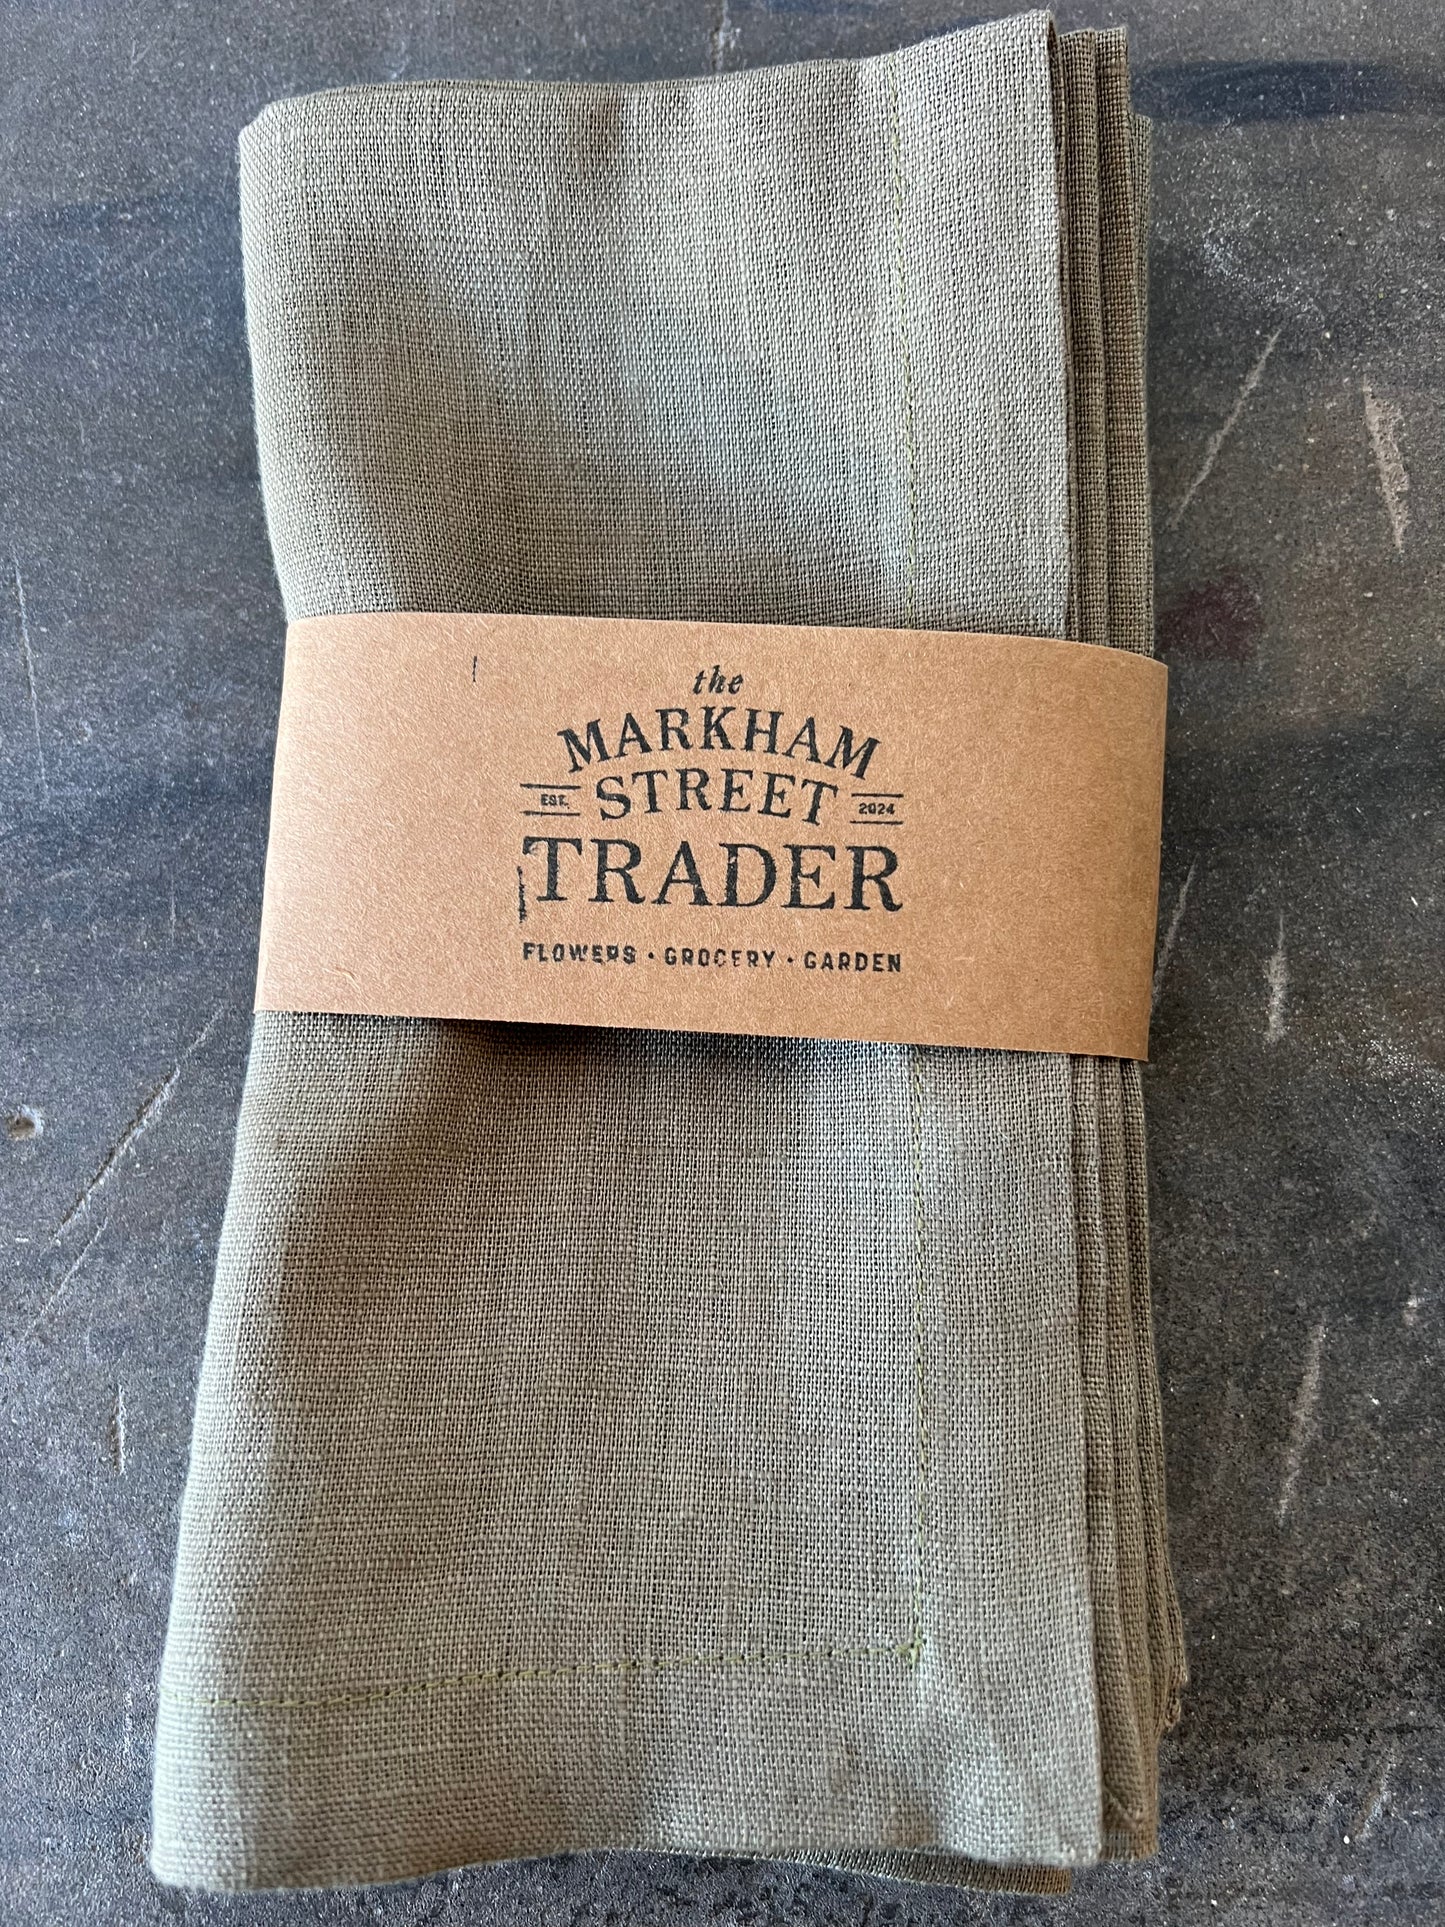 the
MARKHAM
EST. STREET 2024
TRADER
FLOWERS · GROCERY · GARDEN